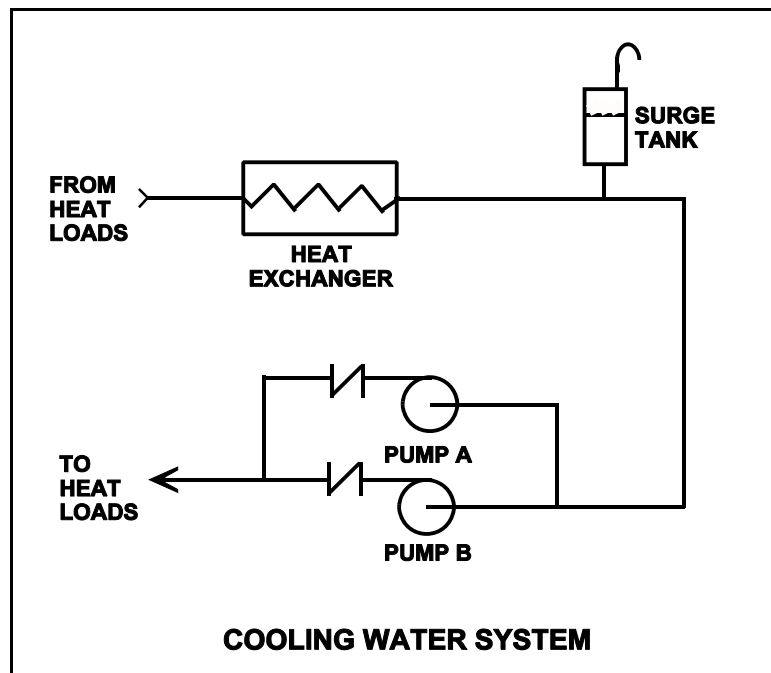 SURGE
TANK
FROM
HEAT
LOADS
HEAT
EXCHANGER
PUMP A
TO
HEAT
LOADS
PUMP B
COOLING WATER SYSTEM